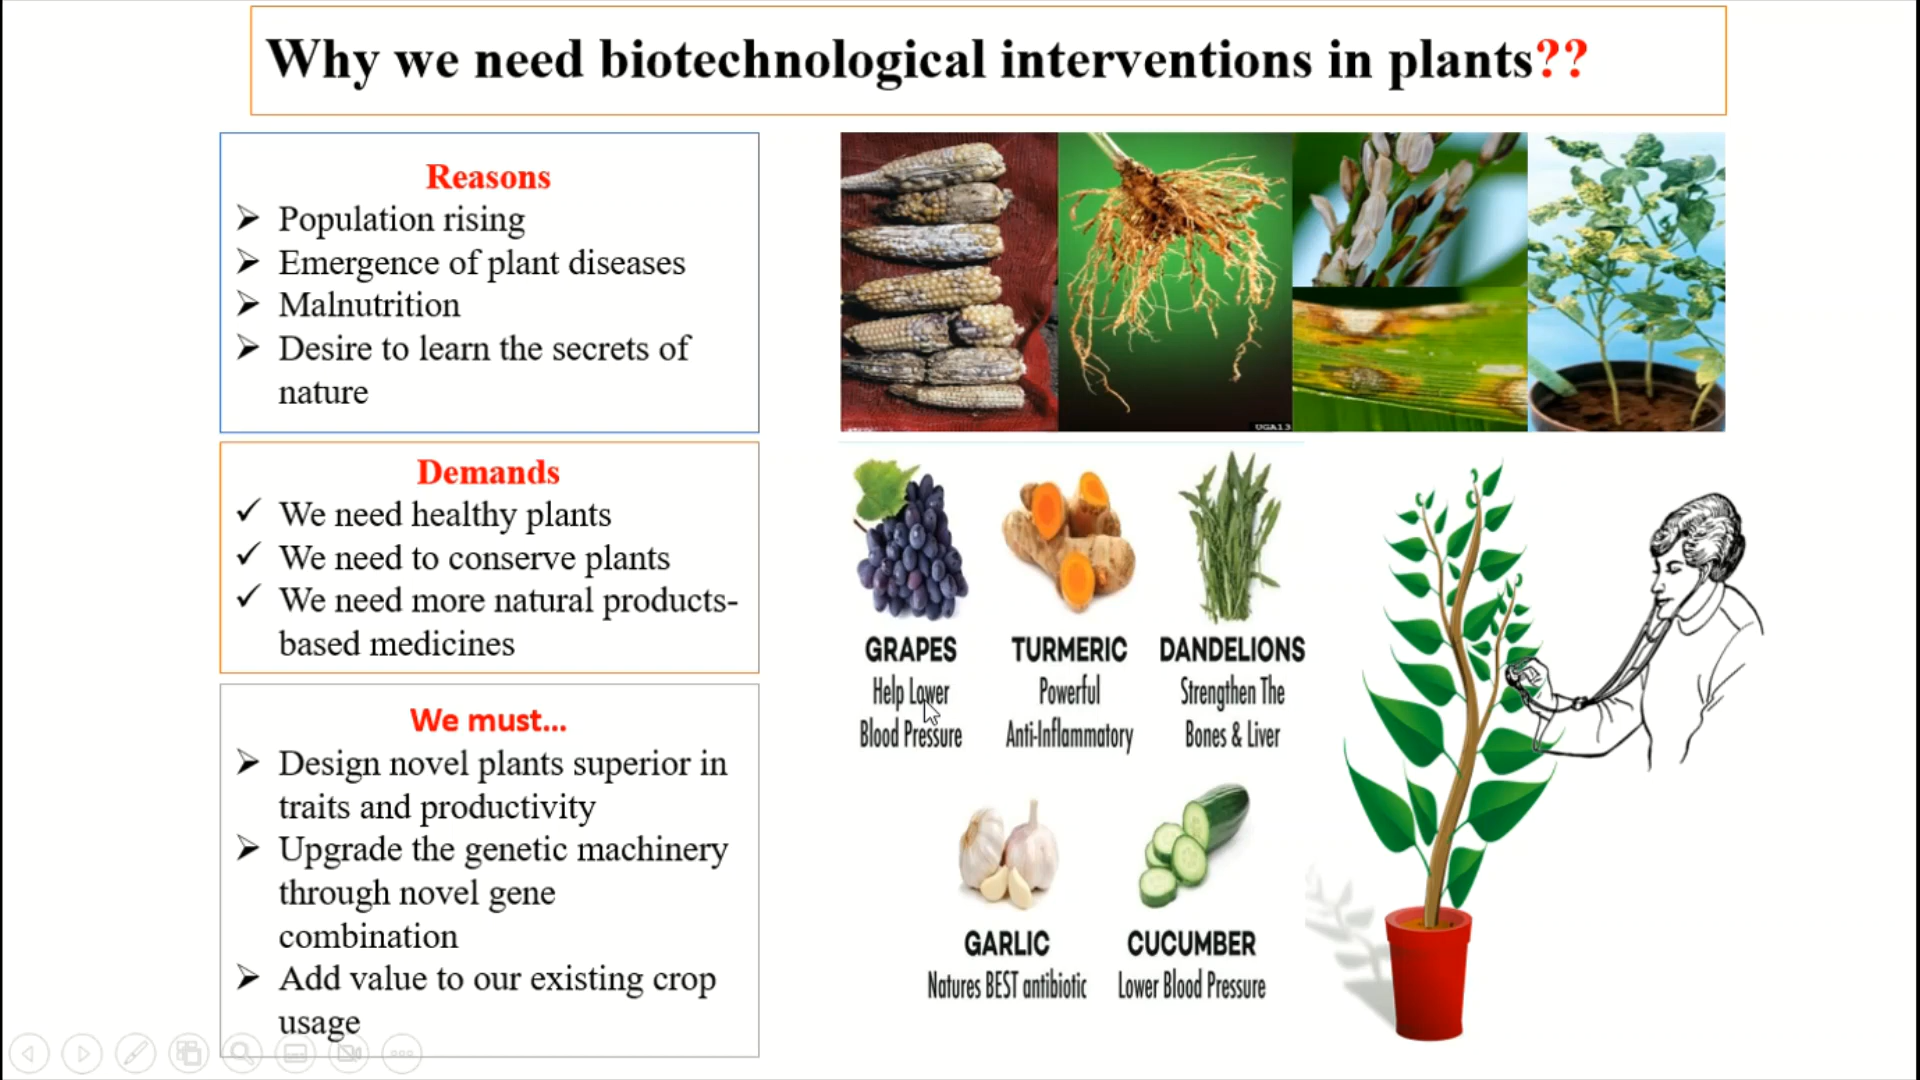 Why we need biotechnological interventions in plants??
Reasons
Population rising
Emergence of plant diseases
Malnutrition
Desire to learn the secrets of
nature
Demands
We need healthy plants
We need to conserve plants
We need more natural products-
based medicines
We must...
Design novel plants superior in
traits and productivity
Upgrade the genetic machinery
through novel gene
combination
Add value to our existing crop
usage
UGA13
GRAPES
Help Lower
Blood Pressure
TURMERIC
Powerful
Anti-Inflammatory
DANDELIONS
Strengthen The
Bones & Liver
GARLIC
Natures BEST antibiotic
CUCUMBER
Lower Blood Pressure